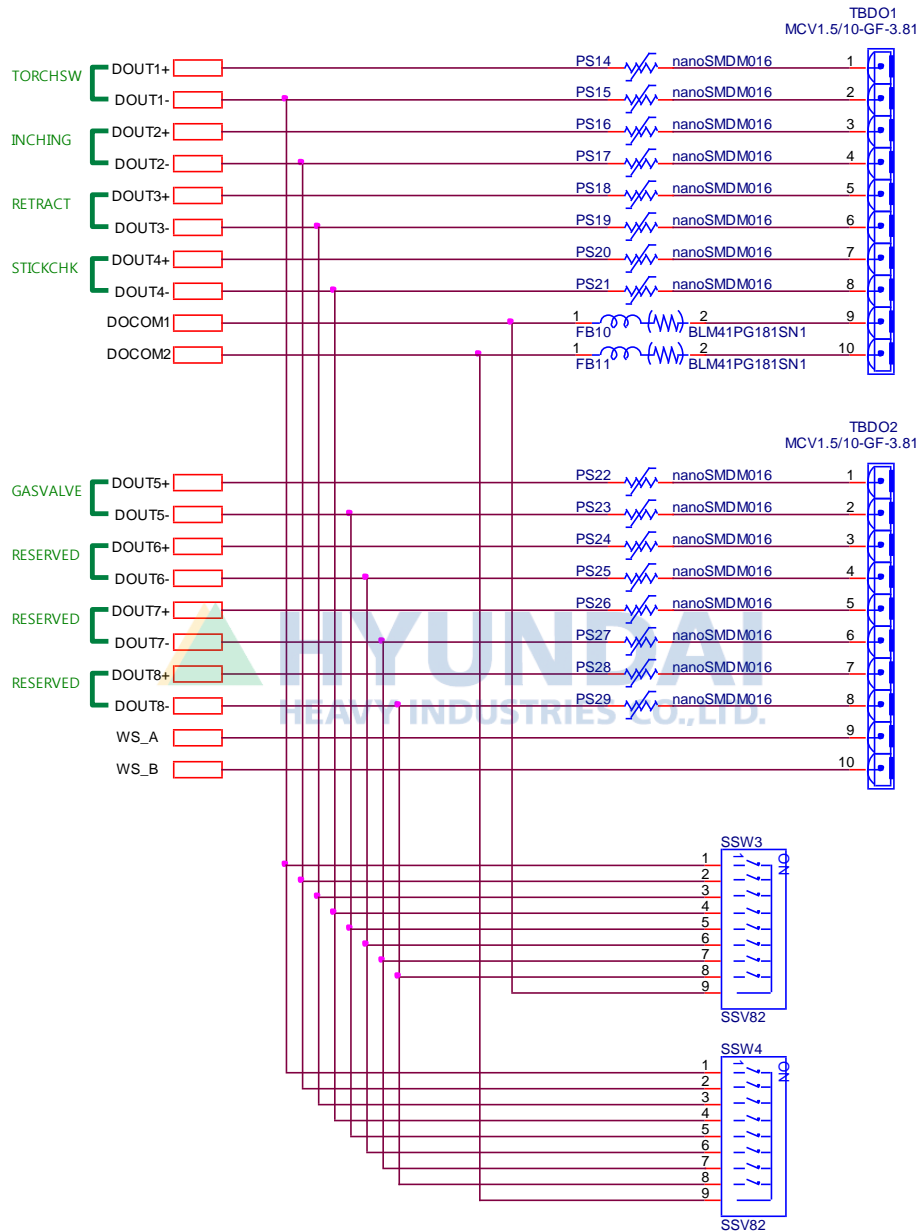 TBDO1
MCV1.5/10-GF-3.81
TORCHSW DOUT1+ PS14 nanoSMDM016 1
DOUT1- PS15 nanoSMDM016 2
INCHING DOUT2+ PS16 nanoSMDM016 3
DOUT2- PS17 nanoSMDM016 4
RETRACT DOUT3+ PS18 nanoSMDM016 5
DOUT3- PS19 nanoSMDM016 6
STICKCHK DOUT4+ PS20 nanoSMDM016 7
DOUT4- PS21 nanoSMDM016 8
DOCOM1 1 2 9
FB10 BLM41PG181SN1
DOCOM2 1 2 10
FB11 BLM41PG181SN1
TBDO2
MCV1.5/10-GF-3.81
GASVALVE DOUT5+ PS22 nanoSMDM016 1
DOUT5- PS23 nanoSMDM016 2
RESERVED DOUT6+ PS24 nanoSMDM016 3
DOUT6- PS25 nanoSMDM016 4
RESERVED DOUT7+ PS26 nanoSMDM016 5
DOUT7- PS27 nanoSMDM016 6
RESERVED DOUT8+ PS28 nanoSMDM016 7
DOUT8- PS29 nanoSMDM016 8
HYUNDAI
HEAVY INDUSTRIES CO.,LTD.
WS_A 9
WS_B 10
SSW3
1 1 ON
2
3
4
5
6
7
8
9
SSV82
SSW4
1 1 ON
2
3
4
5
6
7
8
9
SSV82